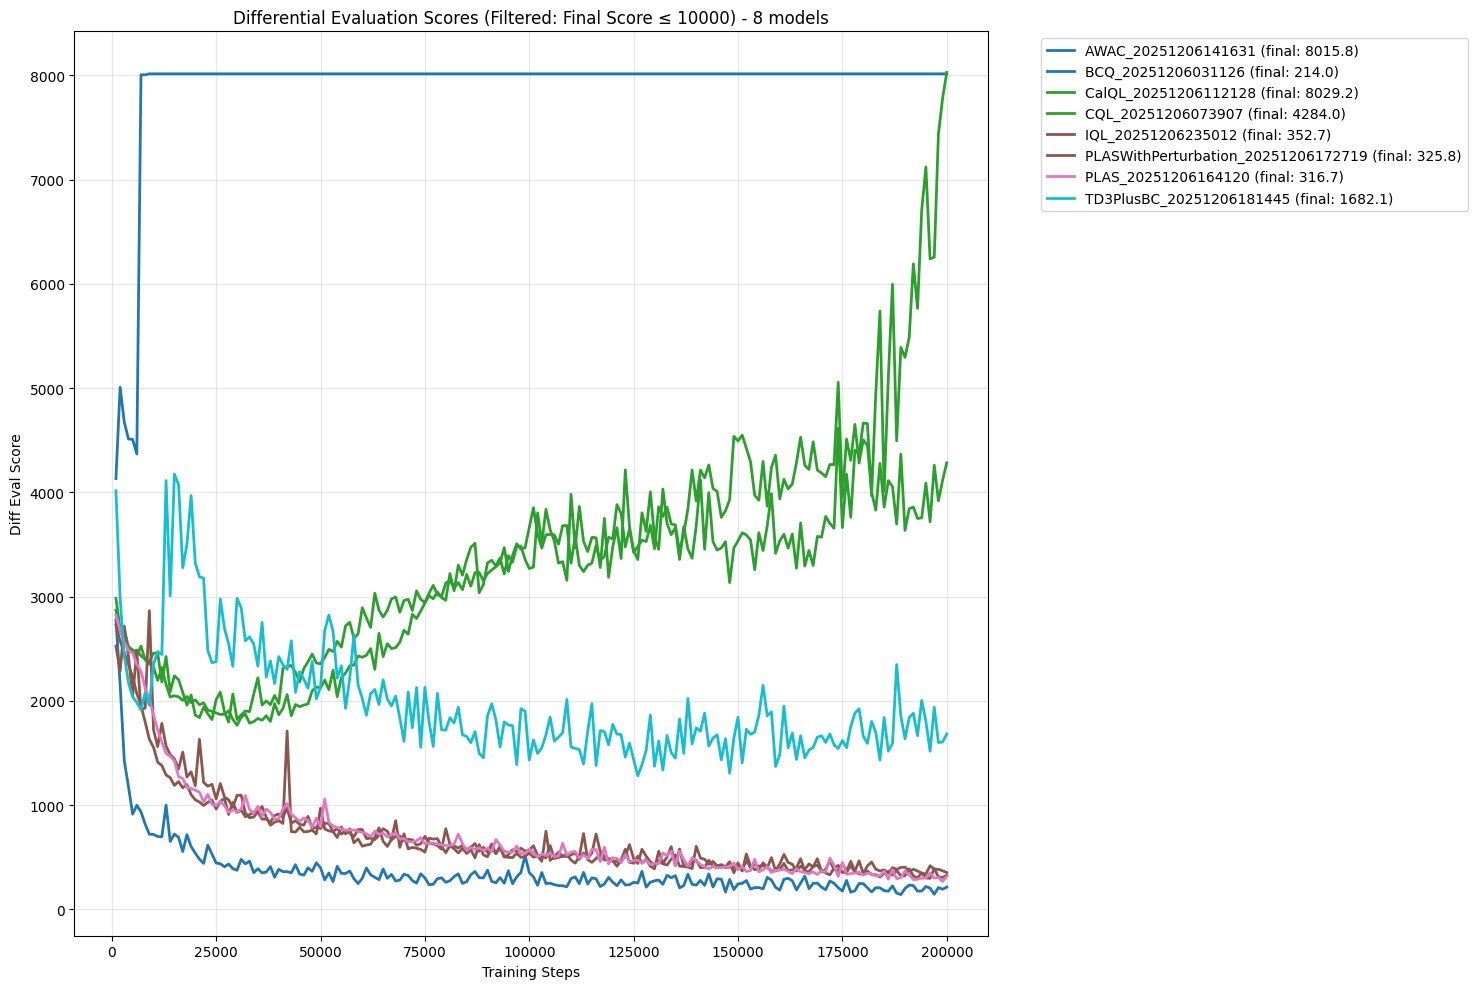 Differential Evaluation Scores (Filtered: Final Score ≤ 10000) - 8 models
AWAC_20251206141631 (final: 8015.8)
BCQ_20251206031126 (final: 214.0)
CalQL_20251206112128 (final: 8029.2)
CQL_20251206073907 (final: 4284.0)
IQL_20251206235012 (final: 352.7)
PLASWithPerturbation_20251206172719 (final: 325.8)
PLAS_20251206164120 (final: 316.7)
TD3PlusBC_20251206181445 (final: 1682.1)
Diff Eval Score
8000
7000
6000
5000
4000
3000
2000
1000
0
0
25000
50000
75000
100000
125000
150000
175000
200000
Training Steps